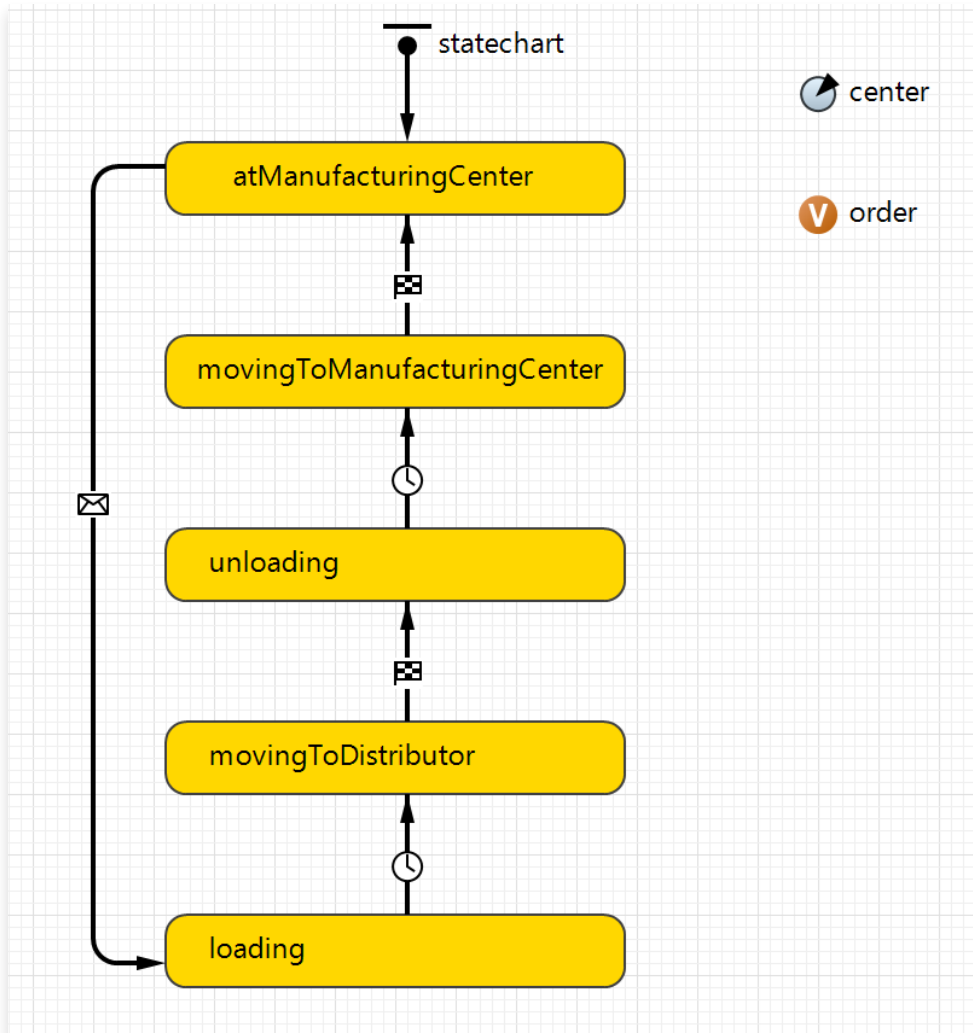 statechart
center
atManufacturingCenter
order
movingToManufacturingCenter
unloading
movingToDistributor
loading